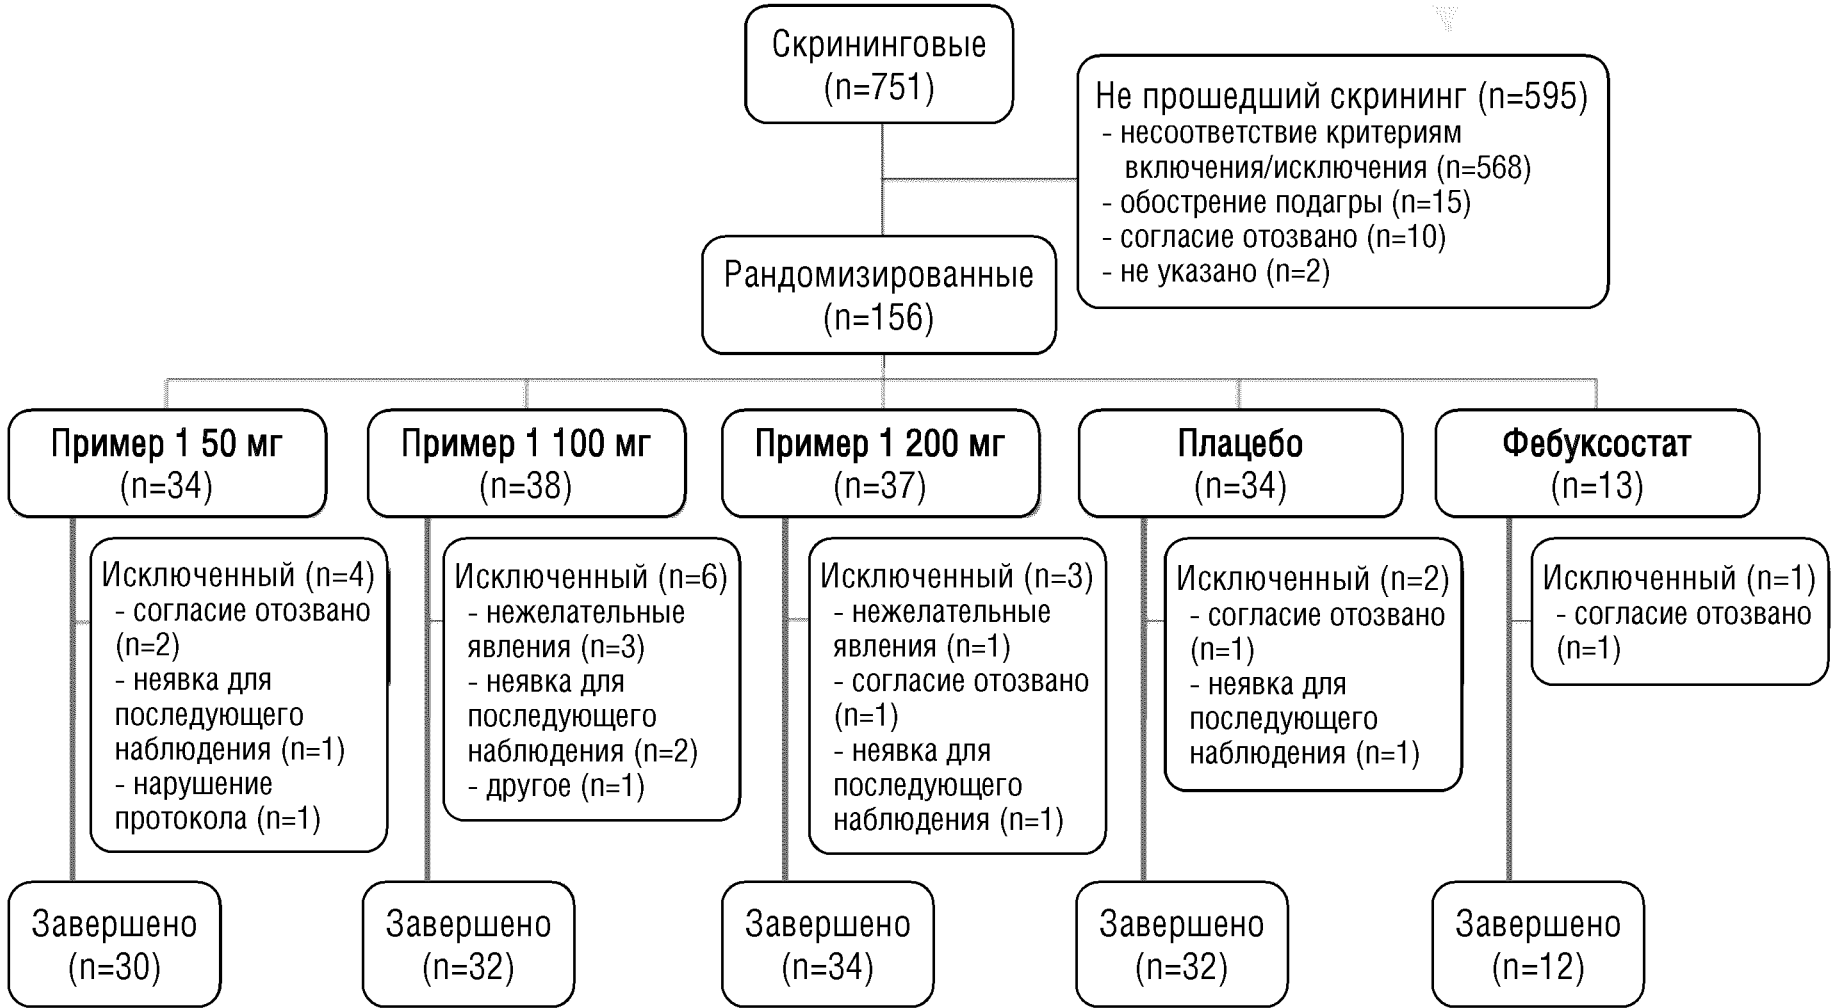 Скрининговые
(n=751)
Не прошедший скрининг (n=595)
- несоответствие критериям
включения/исключения (n=568)
- обострение подагры (n=15)
- согласие отозвано (n=10)
- не указано (n=2)
Рандомизированные
(n=156)
Пример 1 50 мг
(n=34)
Пример 1 100 мг
(n=38)
Пример 1 200 мг
(n=37)
Плацебо
(n=34)
Фебуксостат
(n=13)
Исключенный (n=4)
- согласие отозвано
(n=2)
- неявка для
последующего
наблюдения (n=1)
- нарушение
протокола (n=1)
Исключенный (n=6)
- нежелательные
явления (n=3)
- неявка для
последующего
наблюдения (n=2)
- другое (n=1)
Исключенный (n=3)
- нежелательные
явления (n=1)
- согласие отозвано
(n=1)
- неявка для
последующего
наблюдения (n=1)
Исключенный (n=2)
- согласие отозвано
(n=1)
- неявка для
последующего
наблюдения (n=1)
Исключенный (n=1)
- согласие отозвано
(n=1)
Завершено
(n=30)
Завершено
(n=32)
Завершено
(n=34)
Завершено
(n=32)
Завершено
(n=12)